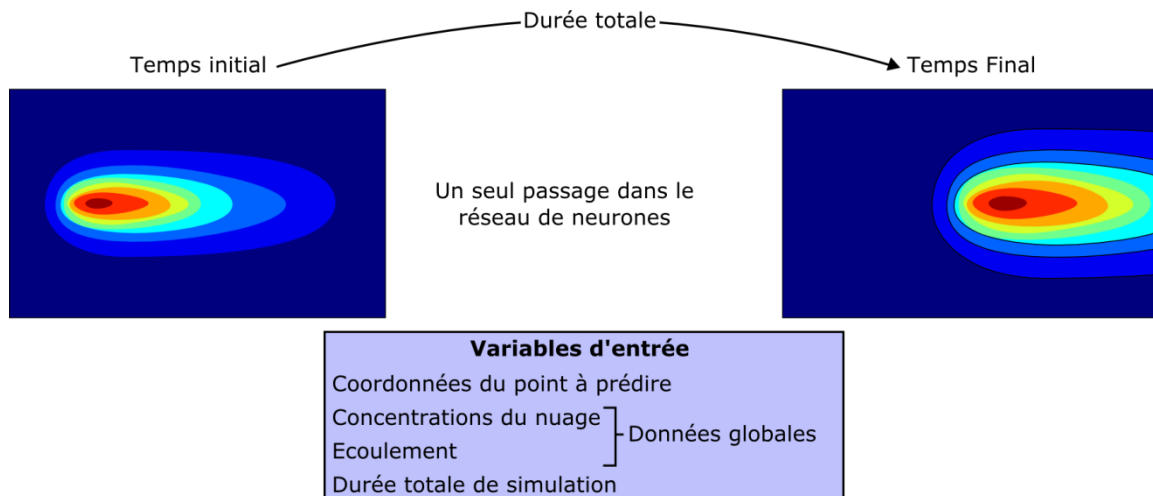 Durée totale
Temps initial
Temps Final
Un seul passage dans le
réseau de neurones
Variables d'entrée
Coordonnées du point à prédire
Concentrations du nuage
Données globales
Ecoulement
Durée totale de simulation